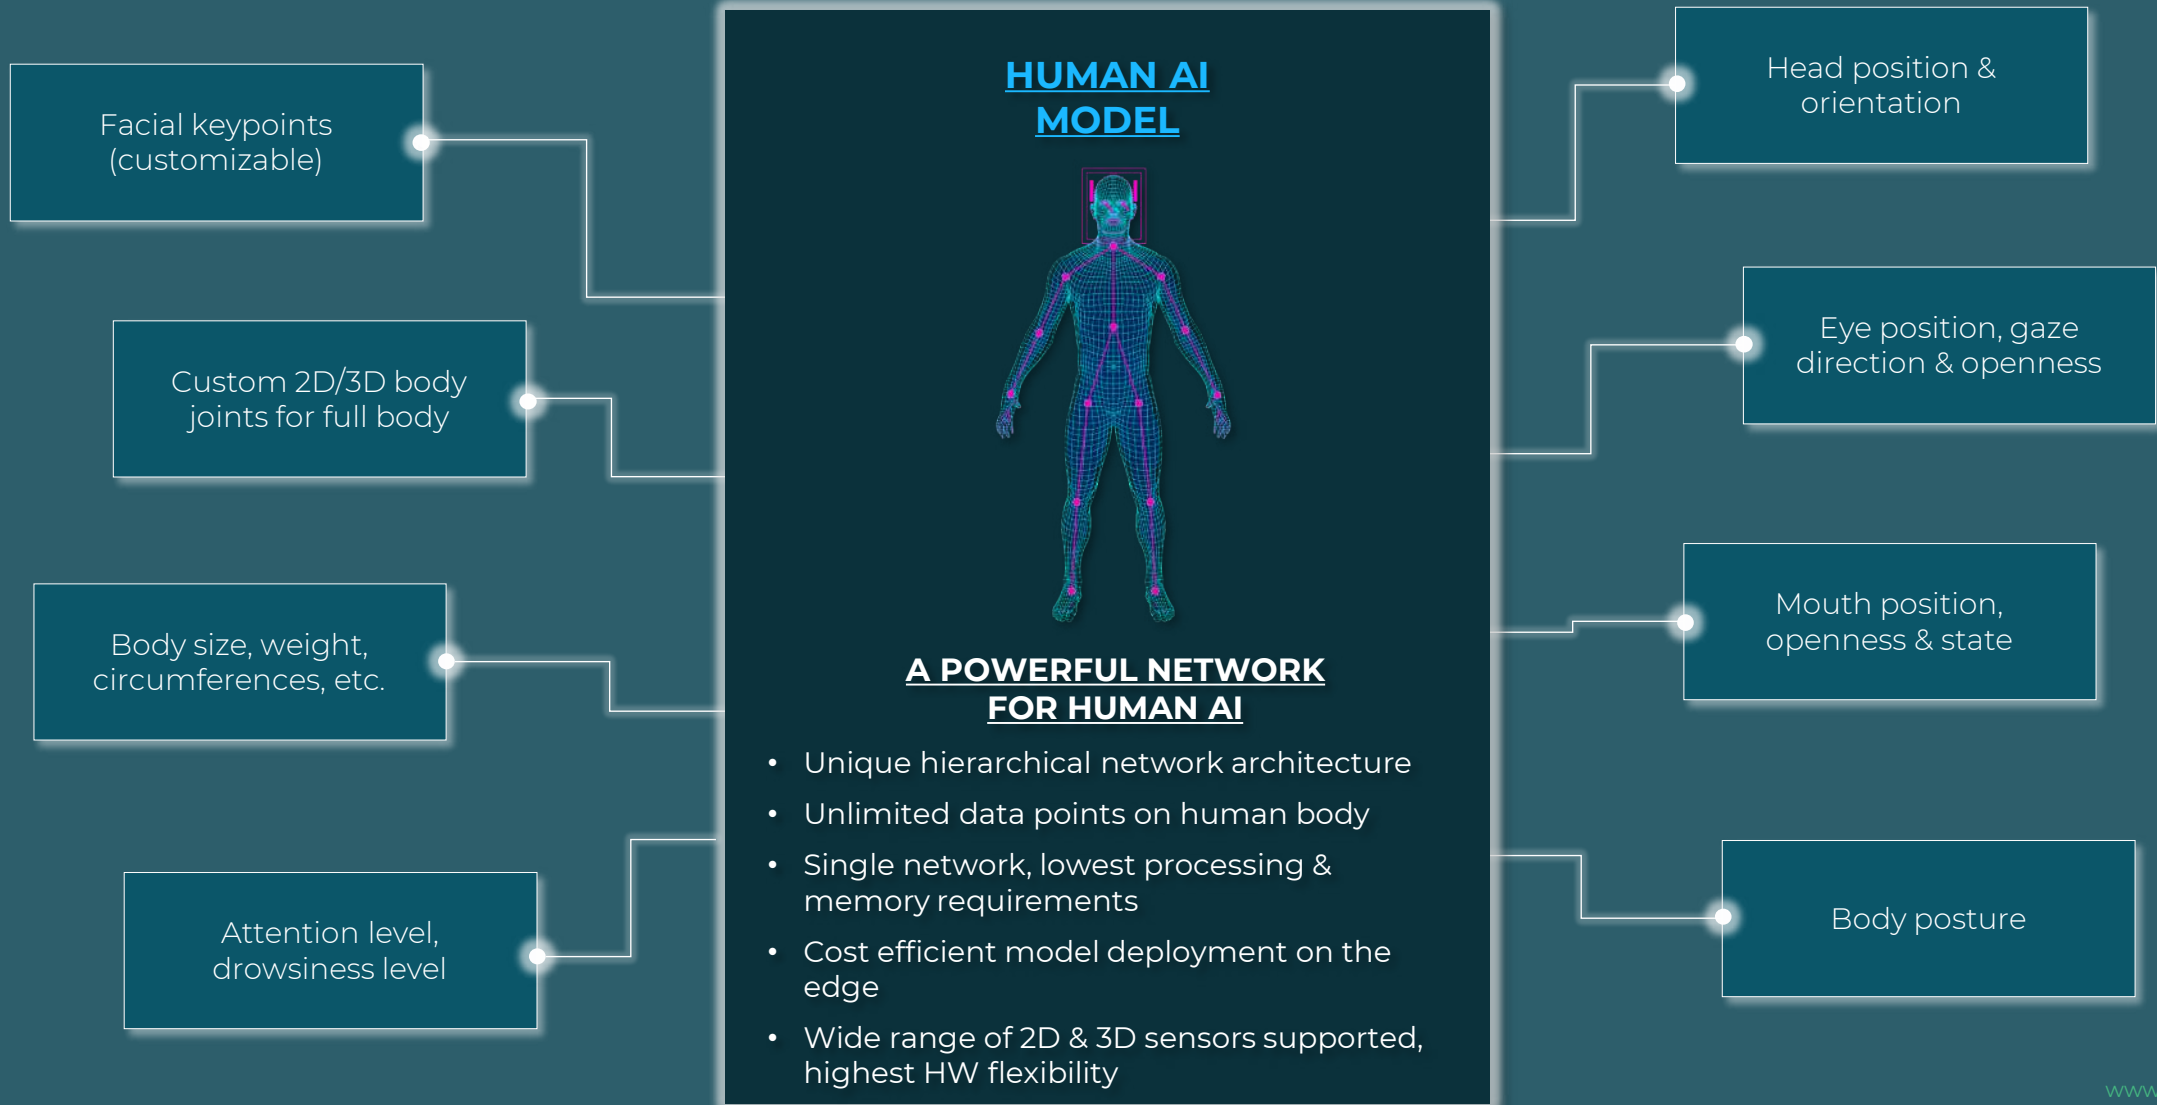 HUMAN AI
MODEL
Facial keypoints
(customizable)
Custom 2D/3D body
joints for full body
Body size, weight,
circumferences, etc.
Attention level,
drowsiness level
A POWERFUL NETWORK
FOR HUMAN AI
• Unique hierarchical network architecture
• Unlimited data points on human body
• Single network, lowest processing &
memory requirements
• Cost efficient model deployment on the
edge
• Wide range of 2D & 3D sensors supported,
highest HW flexibility
Head position &
orientation
Eye position, gaze
direction & openness
Mouth position,
openness & state
Body posture
www